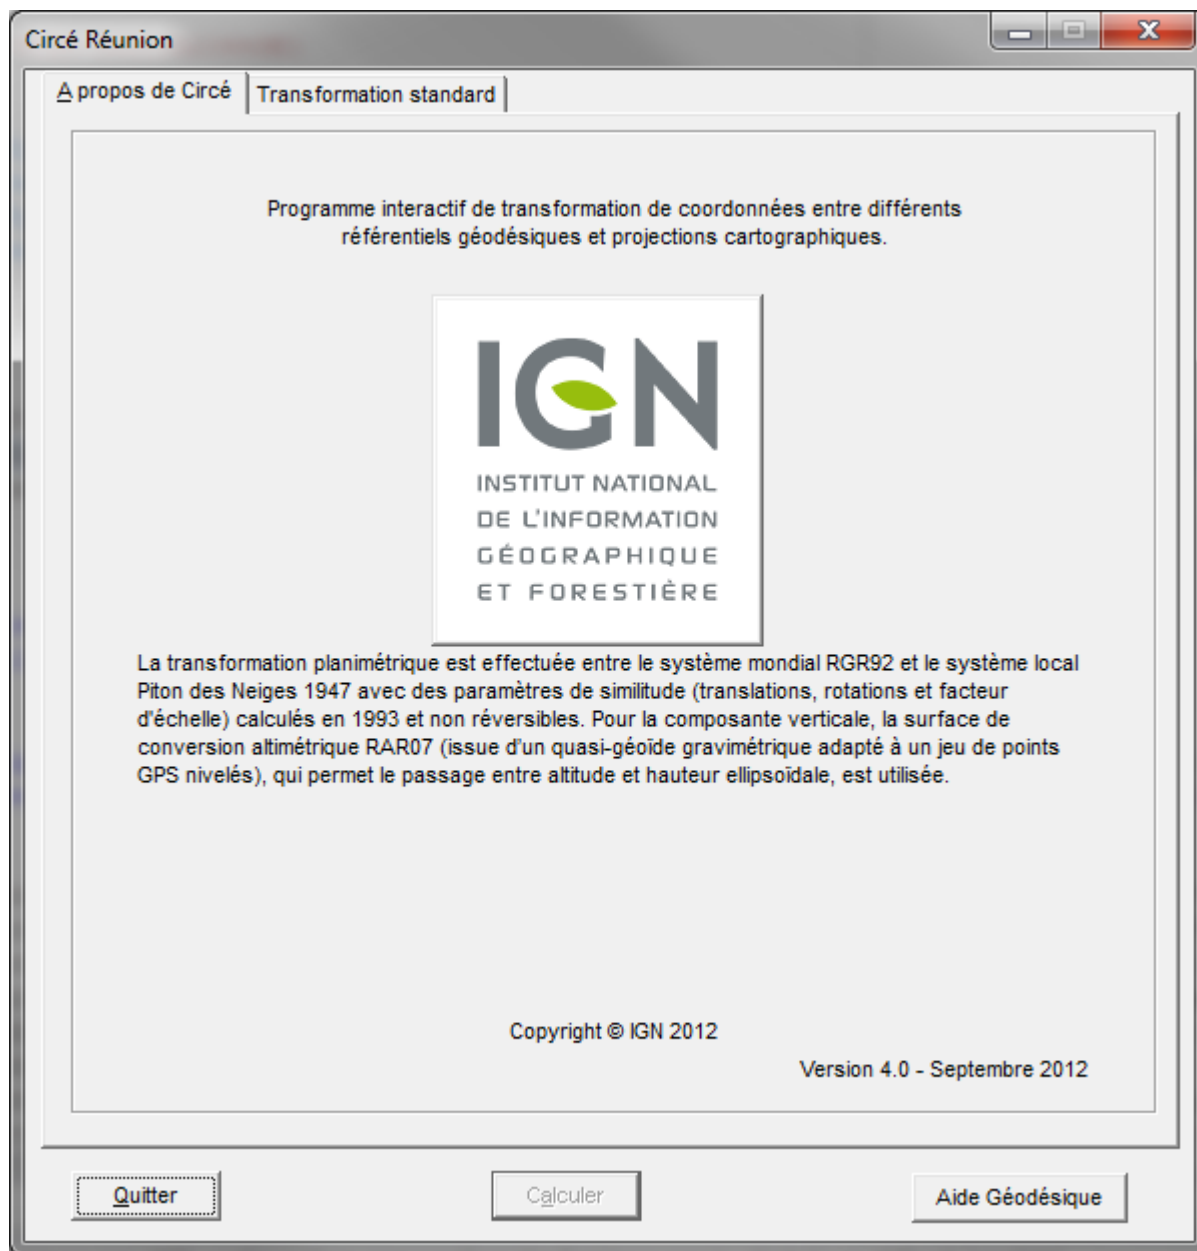 Circé Réunion
A propos de Circé
Transformation standard
Programme interactif de transformation de coordonnées entre différents
référentiels géodésiques et projections cartographiques.
IGN
INSTITUT NATIONAL
DE L'INFORMATION
GÉOGRAPHIQUE
ET FORESTIÈRE
La transformation planimétrique est effectuée entre le système mondial RGR92 et le système local
Piton des Neiges 1947 avec des paramètres de similitude (translations, rotations et facteur
d'échelle) calculés en 1993 et non réversibles. Pour la composante verticale, la surface de
conversion altimétrique RAR07 (issue d'un quasi-géoïde gravimétrique adapté à un jeu de points
GPS nivelés), qui permet le passage entre altitude et hauteur ellipsoïdale, est utilisée.
Copyright © IGN 2012
Version 4.0 - Septembre 2012
Quitter
Calculer
Aide Géodésique